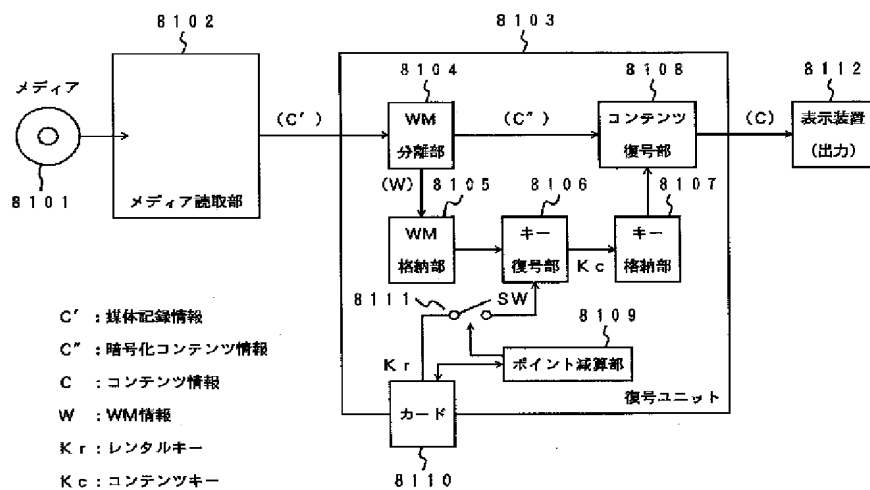 8102
8103
8104
8108
8112
メディア
(C′)
WM
分離部
(C″)
コンテンツ
復号部
(C)
表示装置
(出力)
8101
メディア読取部
(W)
8105
8106
8107
WM
格納部
キー
復号部
Kc
キー
格納部
8111
SW
8109
Kr
ポイント減算部
復号ユニット
カード
8110
C′:媒体記録情報
C″:暗号化コンテンツ情報
C:コンテンツ情報
W:WM情報
Kr:レンタルキー
Kc:コンテンツキー